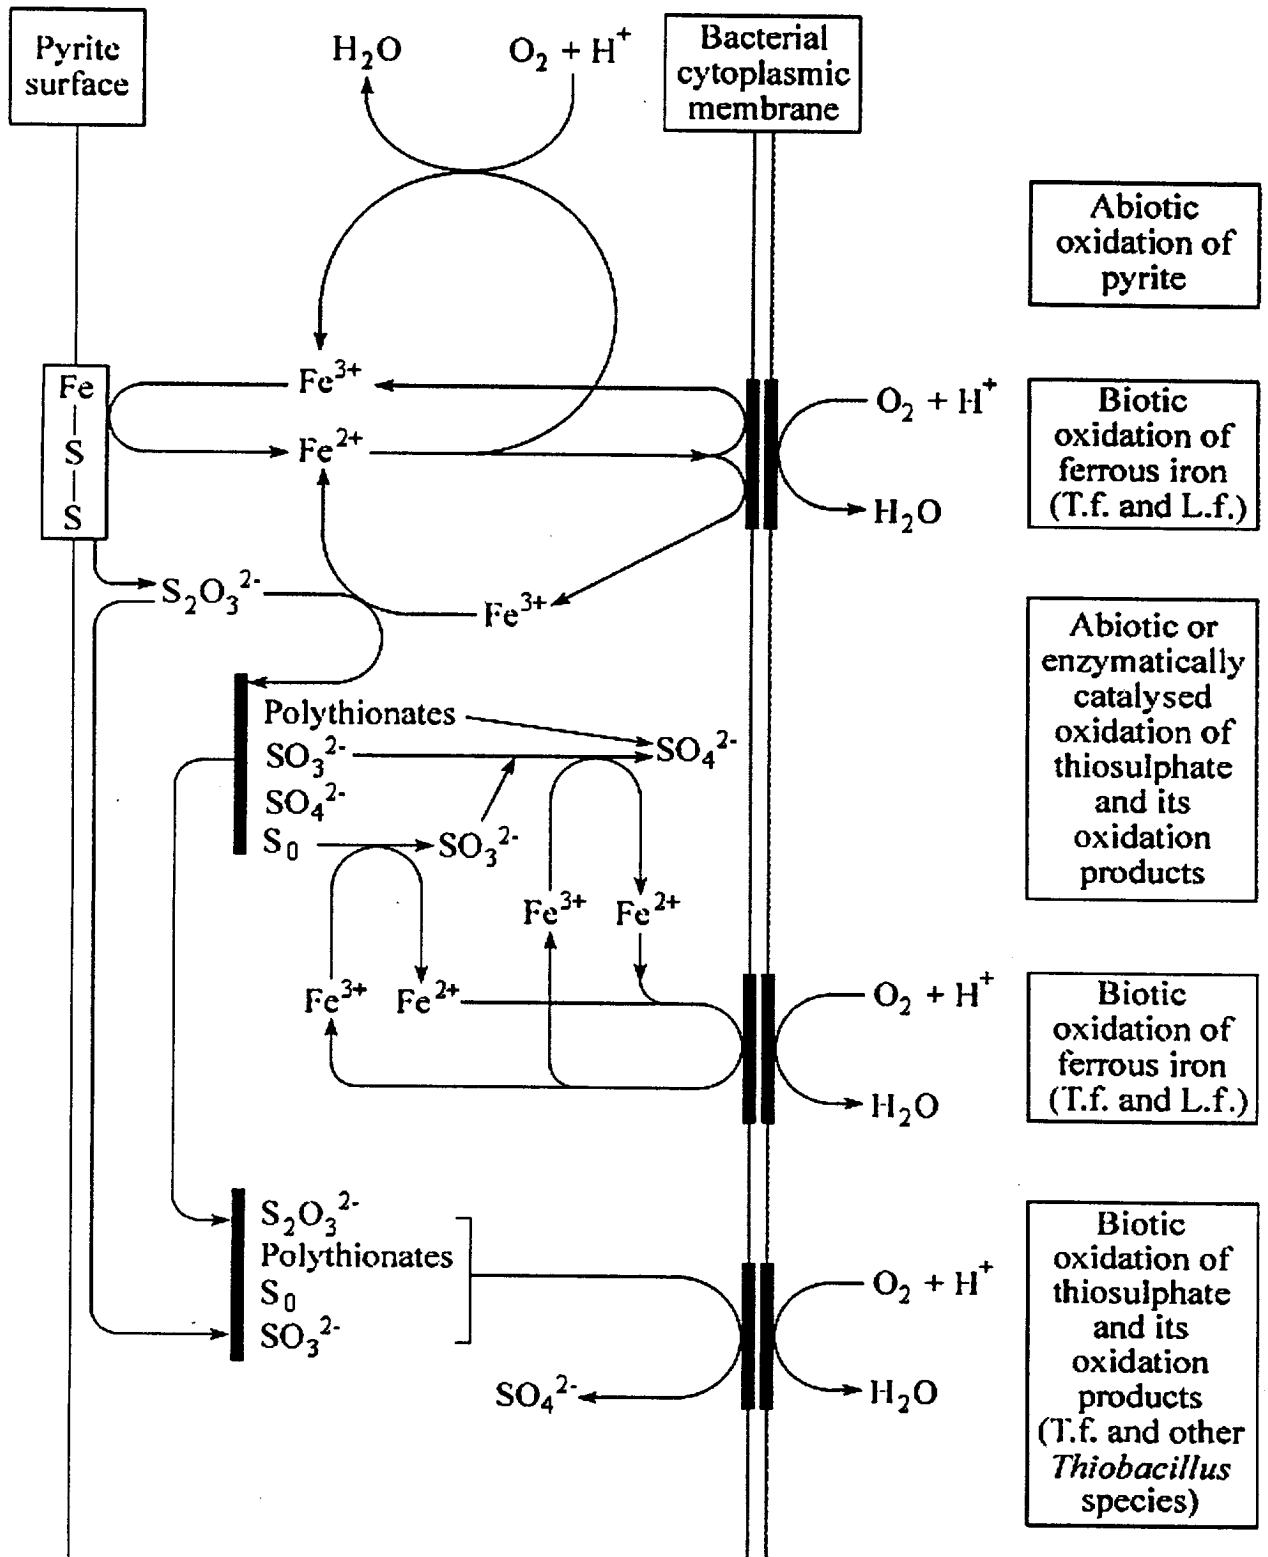 Pyrite
surface
H₂O
O₂ + H⁺
Bacterial
cytoplasmic
membrane
Abiotic
oxidation of
pyrite
Fe
S
S
Fe³⁺
Fe²⁺
O₂ + H⁺
H₂O
Biotic
oxidation of
ferrous iron
(T.f. and L.f.)
S₂O₃²⁻
Fe³⁺
Polythionates
SO₃²⁻
SO₄²⁻
S₀
SO₃²⁻
SO₄²⁻
Fe³⁺
Fe²⁺
Fe³⁺
Fe²⁺
Abiotic or
enzymatically
catalysed
oxidation of
thiosulphate
and its
oxidation
products
O₂ + H⁺
H₂O
Biotic
oxidation of
ferrous iron
(T.f. and L.f.)
S₂O₃²⁻
Polythionates
S₀
SO₃²⁻
SO₄²⁻
O₂ + H⁺
H₂O
Biotic
oxidation of
thiosulphate
and its
oxidation
products
(T.f. and other
Thiobacillus
species)